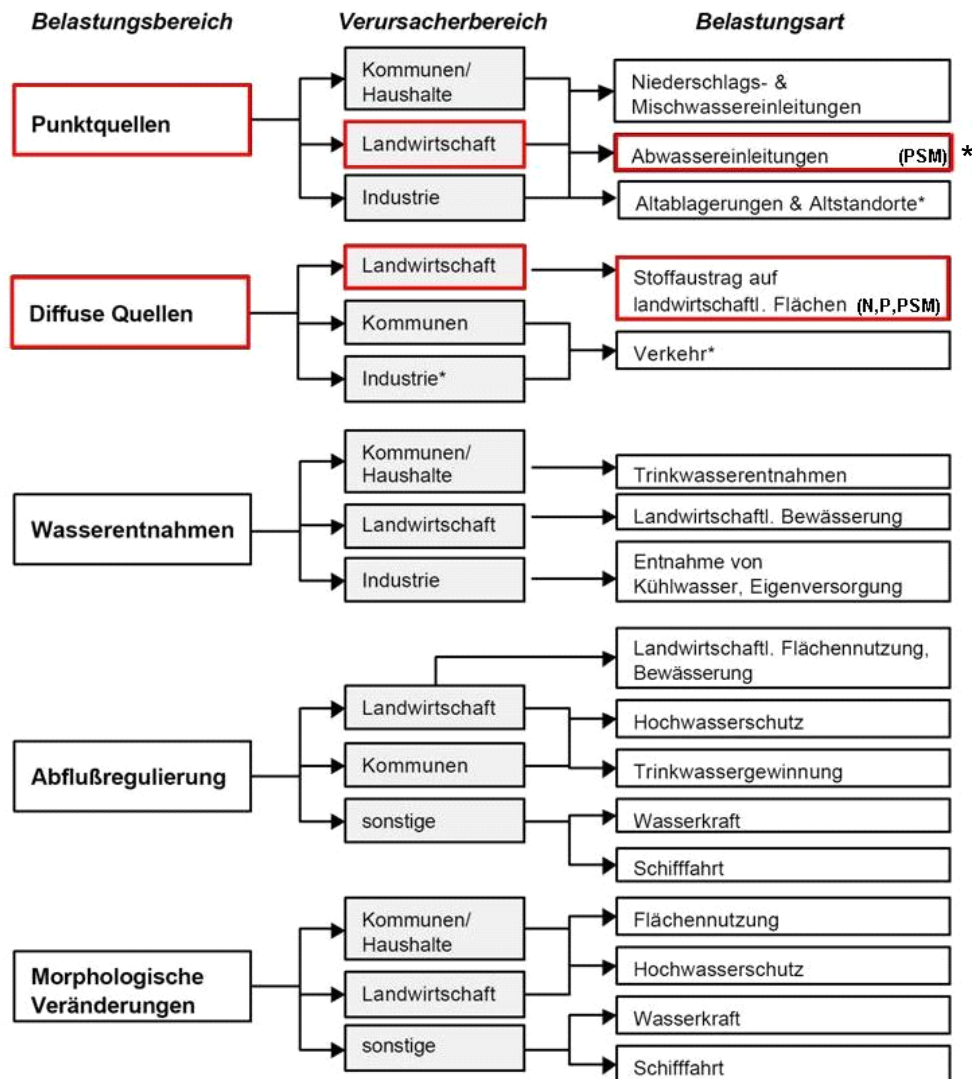 Belastungsbereich Verursacherbereich Belastungsart
Punktquellen
Kommunen/
Haushalte
Landwirtschaft
Industrie
Niederschlags- &
Mischwassereinleitungen
Abwassereinleitungen (PSM) *
Altablagerungen & Altstandorte*
Diffuse Quellen
Landwirtschaft
Kommunen
Industrie*
Stoffaustrag auf
landwirtschaftl. Flächen (N,P,PSM)
Verkehr*
Wasserentnahmen
Kommunen/
Haushalte
Landwirtschaft
Industrie
Trinkwasserentnahmen
Landwirtschaftl. Bewässerung
Entnahme von
Kühlwasser, Eigenversorgung
Abflußregulierung
Landwirtschaft
Kommunen
sonstige
Landwirtschaftl. Flächennutzung,
Bewässerung
Hochwasserschutz
Trinkwassergewinnung
Wasserkraft
Schifffahrt
Morphologische
Veränderungen
Kommunen/
Haushalte
Landwirtschaft
sonstige
Flächennutzung
Hochwasserschutz
Wasserkraft
Schifffahrt